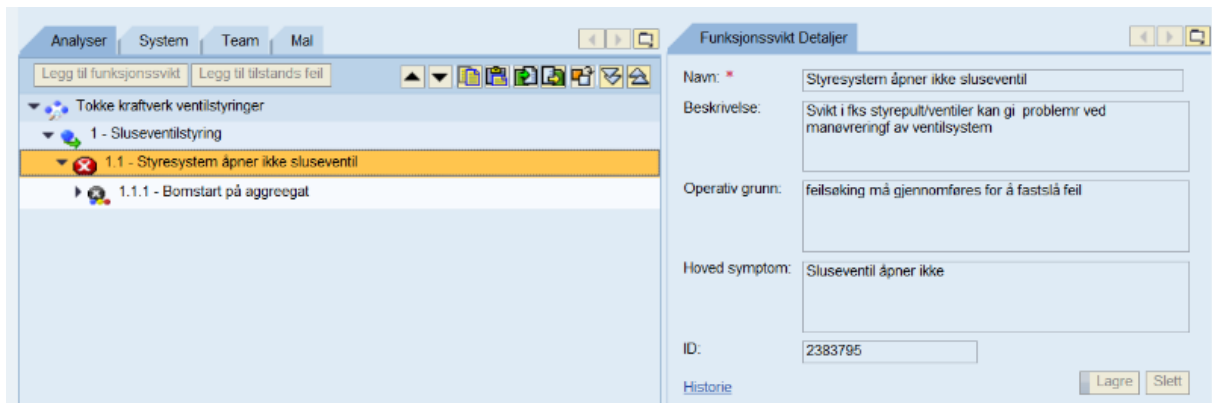 Analyser System Team Mal
Legg til funksjonssvikt Legg til tilstands feil
Tokke kraftverk ventilstyringer
1 - Sluseventilstyring
1.1 - Styresystem åpner ikke sluseventil
1.1.1 - Bomstart på aggreegat
Funksjonssvikt Detaljer
Navn: * Styresystem åpner ikke sluseventil
Beskrivelse: Svikt i fks styrepult/ventiler kan gi problemr ved
manøvreringf av ventilsystem
Operativ grunn: feilsøking må gjennomføres for å fastslå feil
Hoved symptom: Sluseventil åpner ikke
ID: 2383795
Historie Lagre Slett